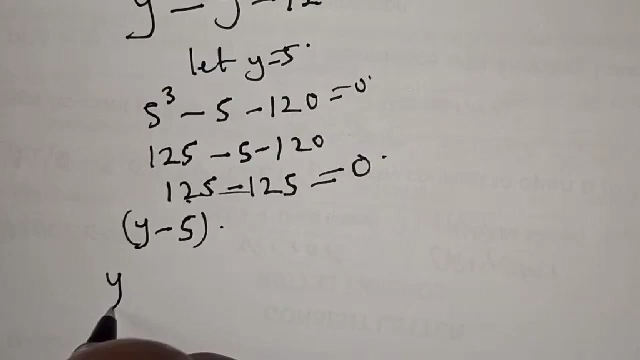 let y=5.
5³ - 5 - 120 = 0.
125 - 5 - 120
125 - 125 = 0.
(y - 5).
y